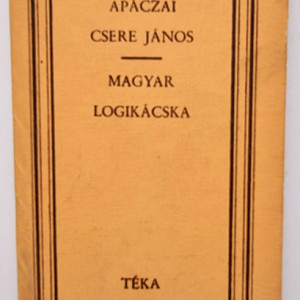 APÁCZAI
CSERE JÁNOS
MAGYAR
LOGIKÁCSKA
TÉKA